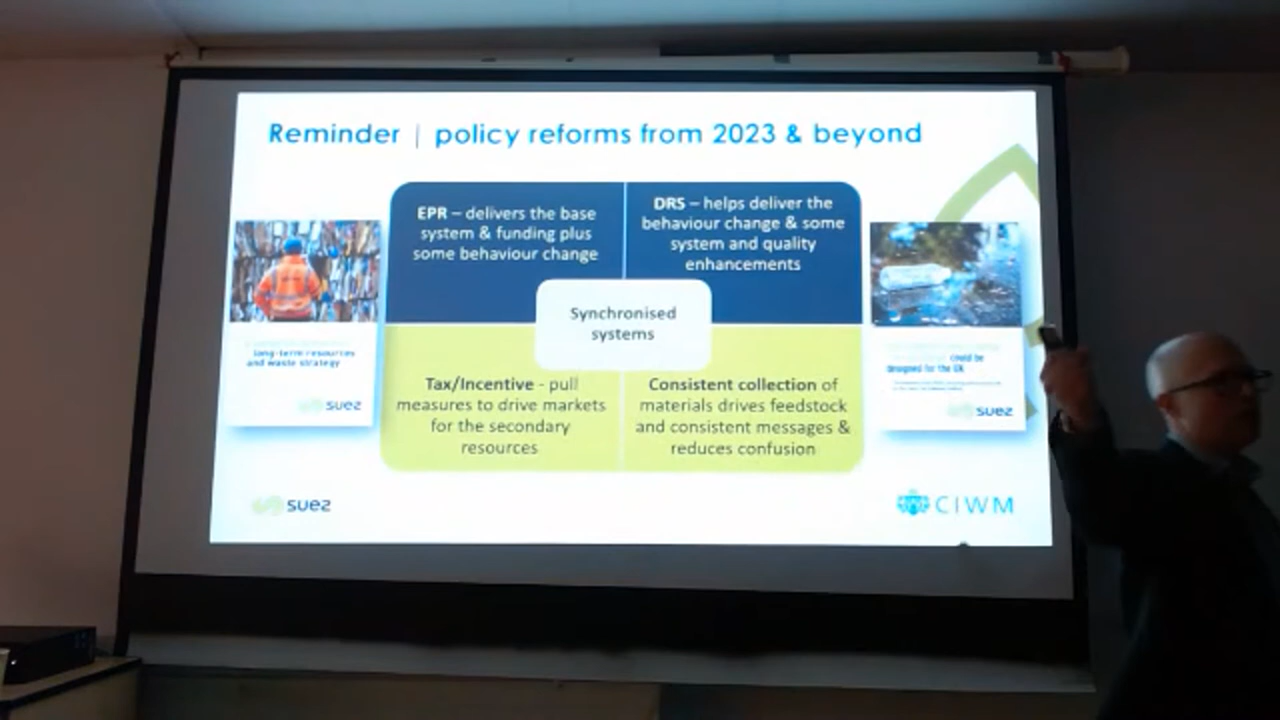 Reminder | policy reforms from 2023 & beyond
EPR – delivers the base
system & funding plus
some behaviour change
DRS – helps deliver the
behaviour change & some
system and quality
enhancements
Synchronised
systems
Tax/Incentive - pull
measures to drive markets
for the secondary
resources
Consistent collection of
materials drives feedstock
and consistent messages &
reduces confusion
long-term resources
and waste strategy
suez
could be
designed for the UK
suez
suez
CIWM